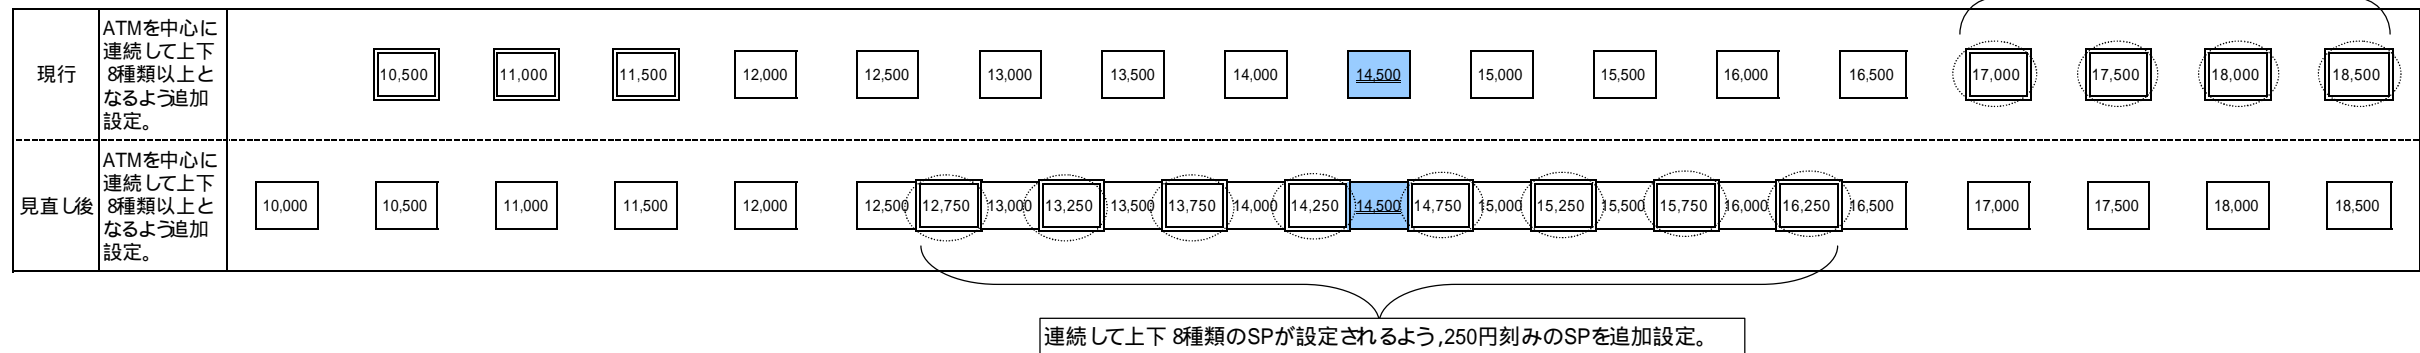 現行
ATMを中心に
連続して上下
8種類以上と
なるよう追加
設定。
10,500 11,000 11,500 12,000 12,500 13,000 13,500 14,000 14,500 15,000 15,500 16,000 16,500 17,000 17,500 18,000 18,500
見直し後
ATMを中心に
連続して上下
8種類以上と
なるよう追加
設定。
10,000 10,500 11,000 11,500 12,000 12,500 12,750 13,000 13,250 13,500 13,750 14,000 14,250 14,500 14,750 15,000 15,250 15,500 15,750 16,000 16,250 16,500 17,000 17,500 18,000 18,500
連続して上下 8種類のSPが設定されるよう,250円刻みのSPを追加設定。